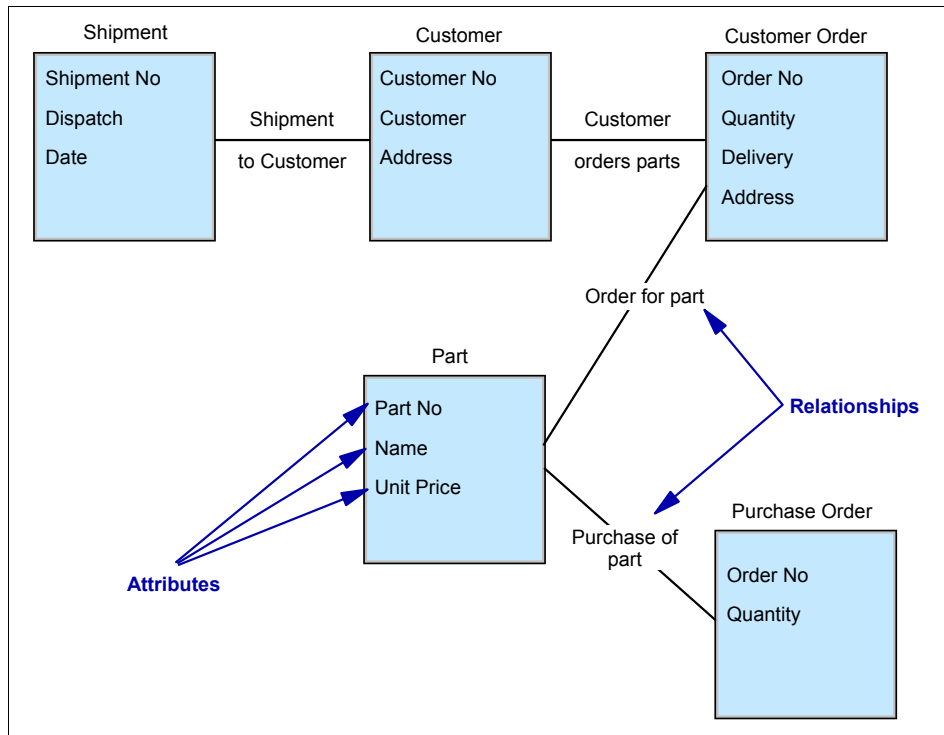 Shipment
Shipment No
Dispatch
Date
Shipment
to Customer
Customer
Customer No
Customer
Address
Customer
orders parts
Customer Order
Order No
Quantity
Delivery
Address
Order for part
Relationships
Part
Part No
Name
Unit Price
Attributes
Purchase of
part
Purchase Order
Order No
Quantity